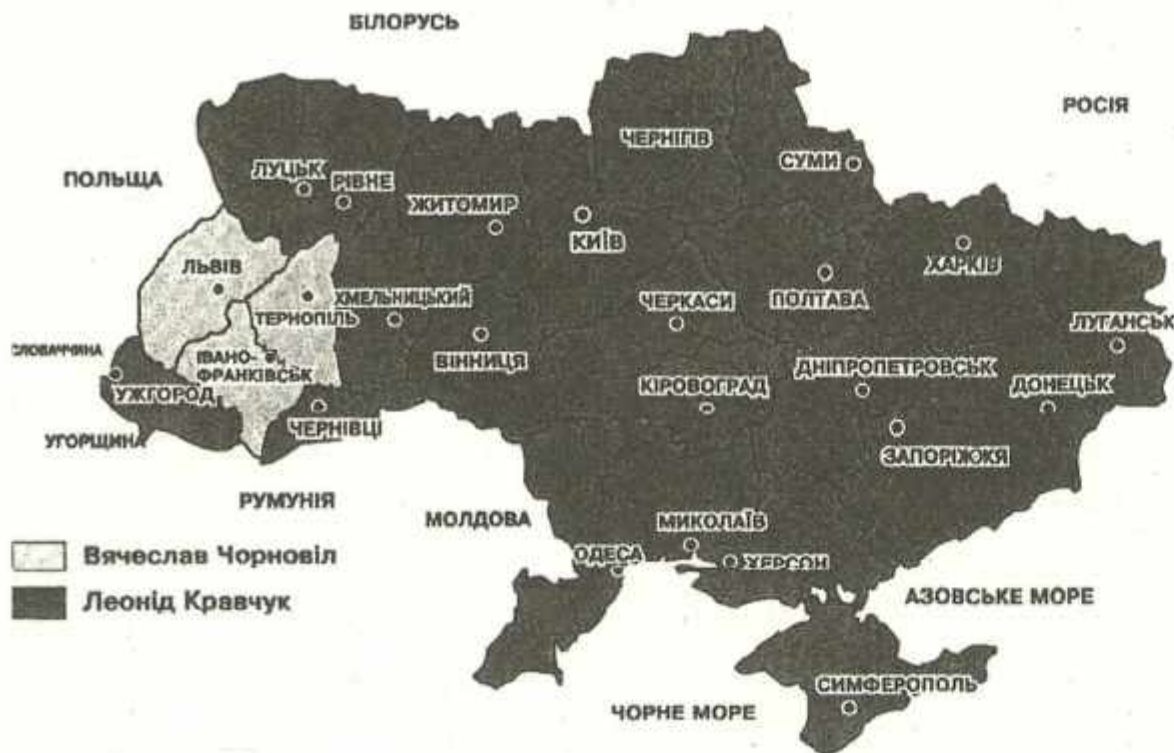 БІЛОРУСЬ
РОСІЯ
ПОЛЬЩА
ЧЕРНІГІВ
СУМИ
ЛУЦЬК
РІВНЕ
ЖИТОМИР
КИЇВ
ХАРКІВ
ЛЬВІВ
ТЕРНОПІЛЬ
ХМЕЛЬНИЦЬКИЙ
ЧЕРКАСИ
ПОЛТАВА
ЛУГАНСЬК
ВІННИЦЯ
СЛОВАЧЧИНА
ІВАНО-
ФРАНКІВСЬК
УЖГОРОД
КІРОВОГРАД
ДНІПРОПЕТРОВСЬК
ДОНЕЦЬК
УГОРЩИНА
ЧЕРНІВЦІ
ЗАПОРІЖЖЯ
РУМУНІЯ
МОЛДОВА
МИКОЛАЇВ
ОДЕСА
ХЕРСОН
Вячеслав Чорновіл
Леонід Кравчук
АЗОВСЬКЕ МОРЕ
СИМФЕРОПОЛЬ
ЧОРНЕ МОРЕ